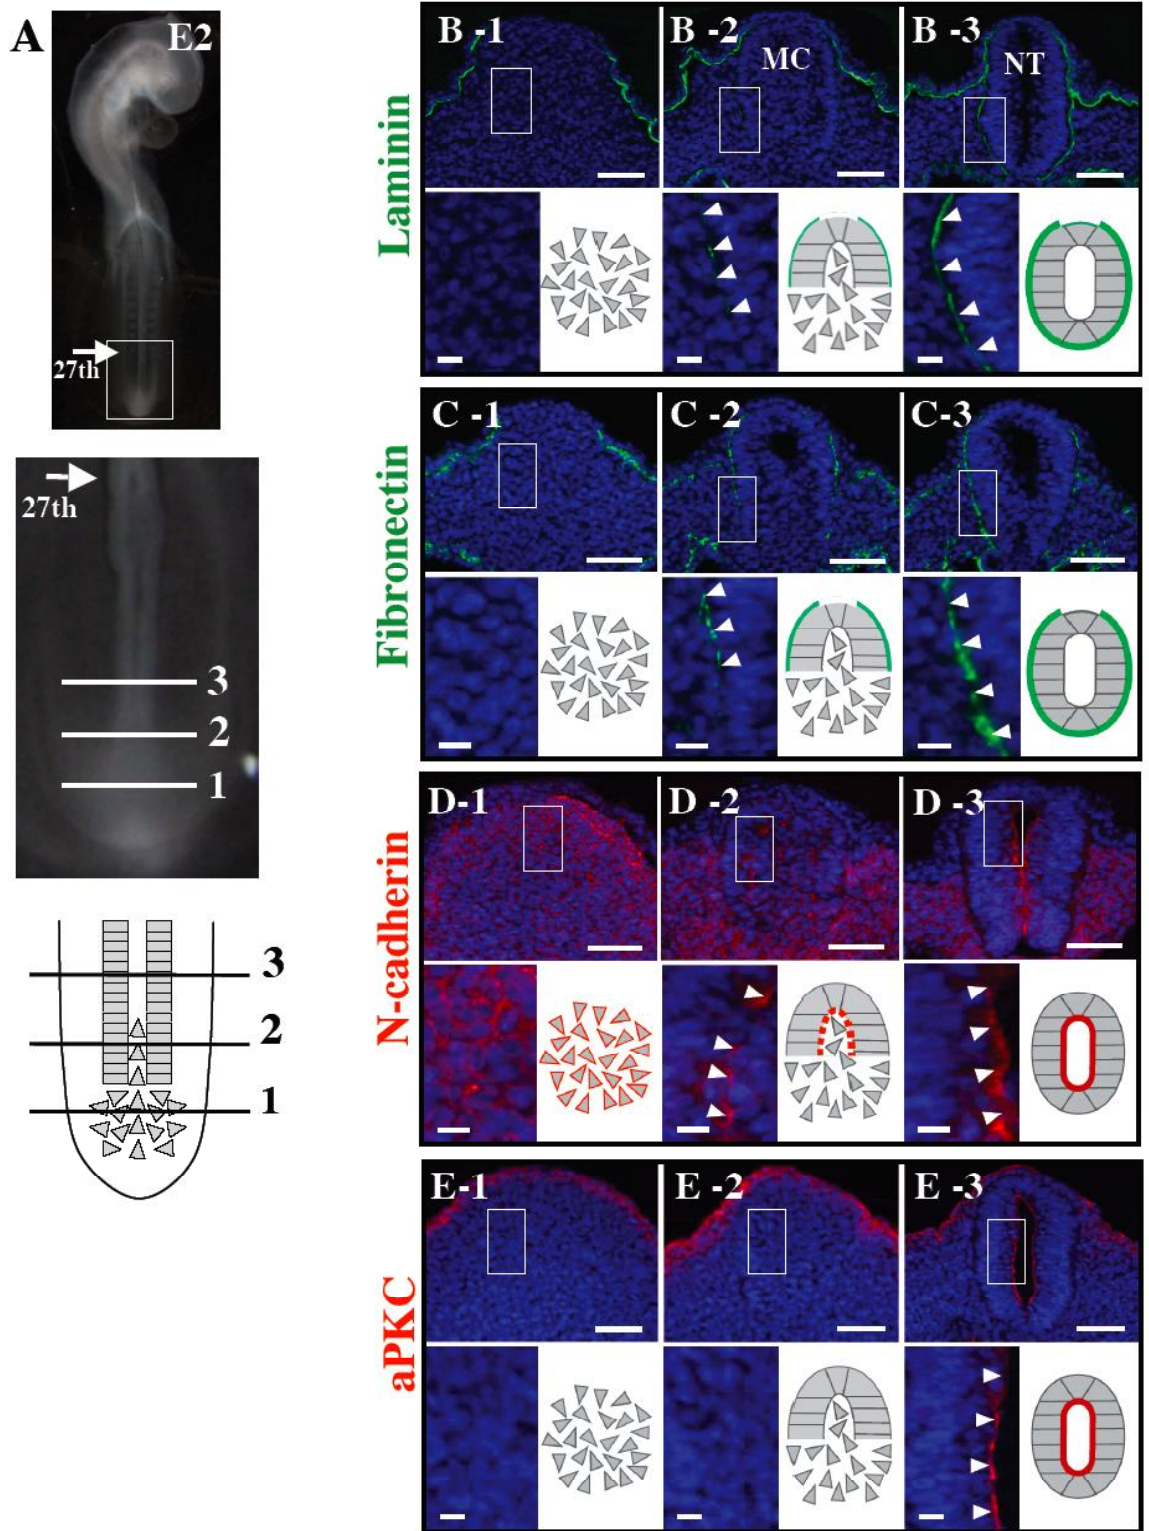 A
E2
27th
27th
3
2
1
3
2
1
Laminin
B -1
B -2
MC
B -3
NT
Fibronectin
C -1
C -2
C-3
N-cadherin
D-1
D -2
D -3
aPKC
E-1
E -2
E -3